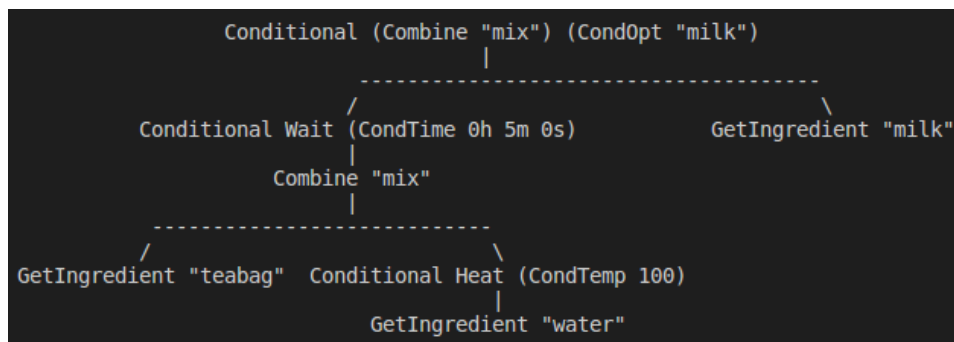 Conditional (Combine "mix") (CondOpt "milk")
|
--------------------------------------
/ \
Conditional Wait (CondTime 0h 5m 0s) GetIngredient "milk"
|
Combine "mix"
|
----------------------------
/ \
GetIngredient "teabag" Conditional Heat (CondTemp 100)
|
GetIngredient "water"